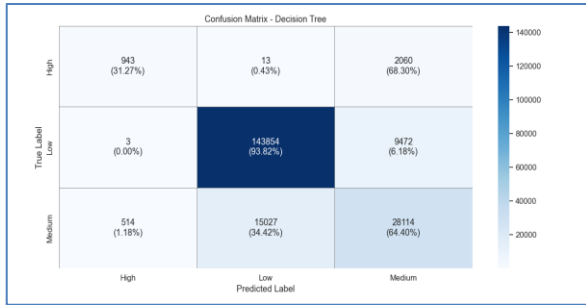 Confusion Matrix - Decision Tree
High
943
(31.27%)
13
(0.43%)
2060
(68.30%)
True Label
Low
3
(0.00%)
143854
(93.82%)
9472
(6.18%)
Medium
514
(1.18%)
15027
(34.42%)
28114
(64.40%)
High
Low
Medium
Predicted Label
140000
120000
100000
80000
60000
40000
20000